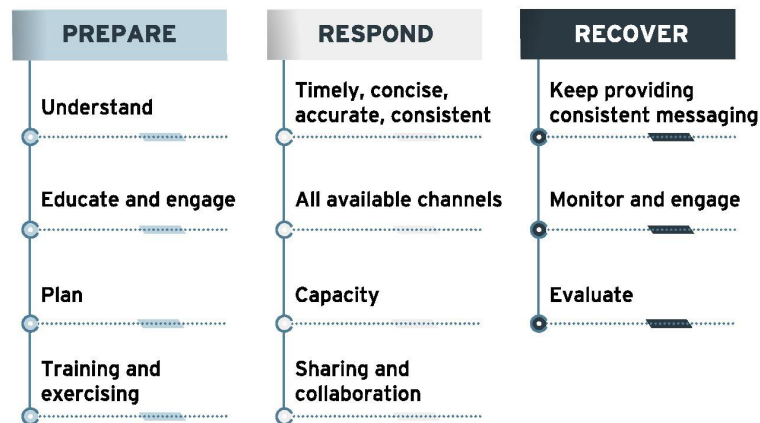 PREPARE
Understand
Educate and engage
Plan
Training and
exercising
RESPOND
Timely, concise,
accurate, consistent
All available channels
Capacity
Sharing and
collaboration
RECOVER
Keep providing
consistent messaging
Monitor and engage
Evaluate